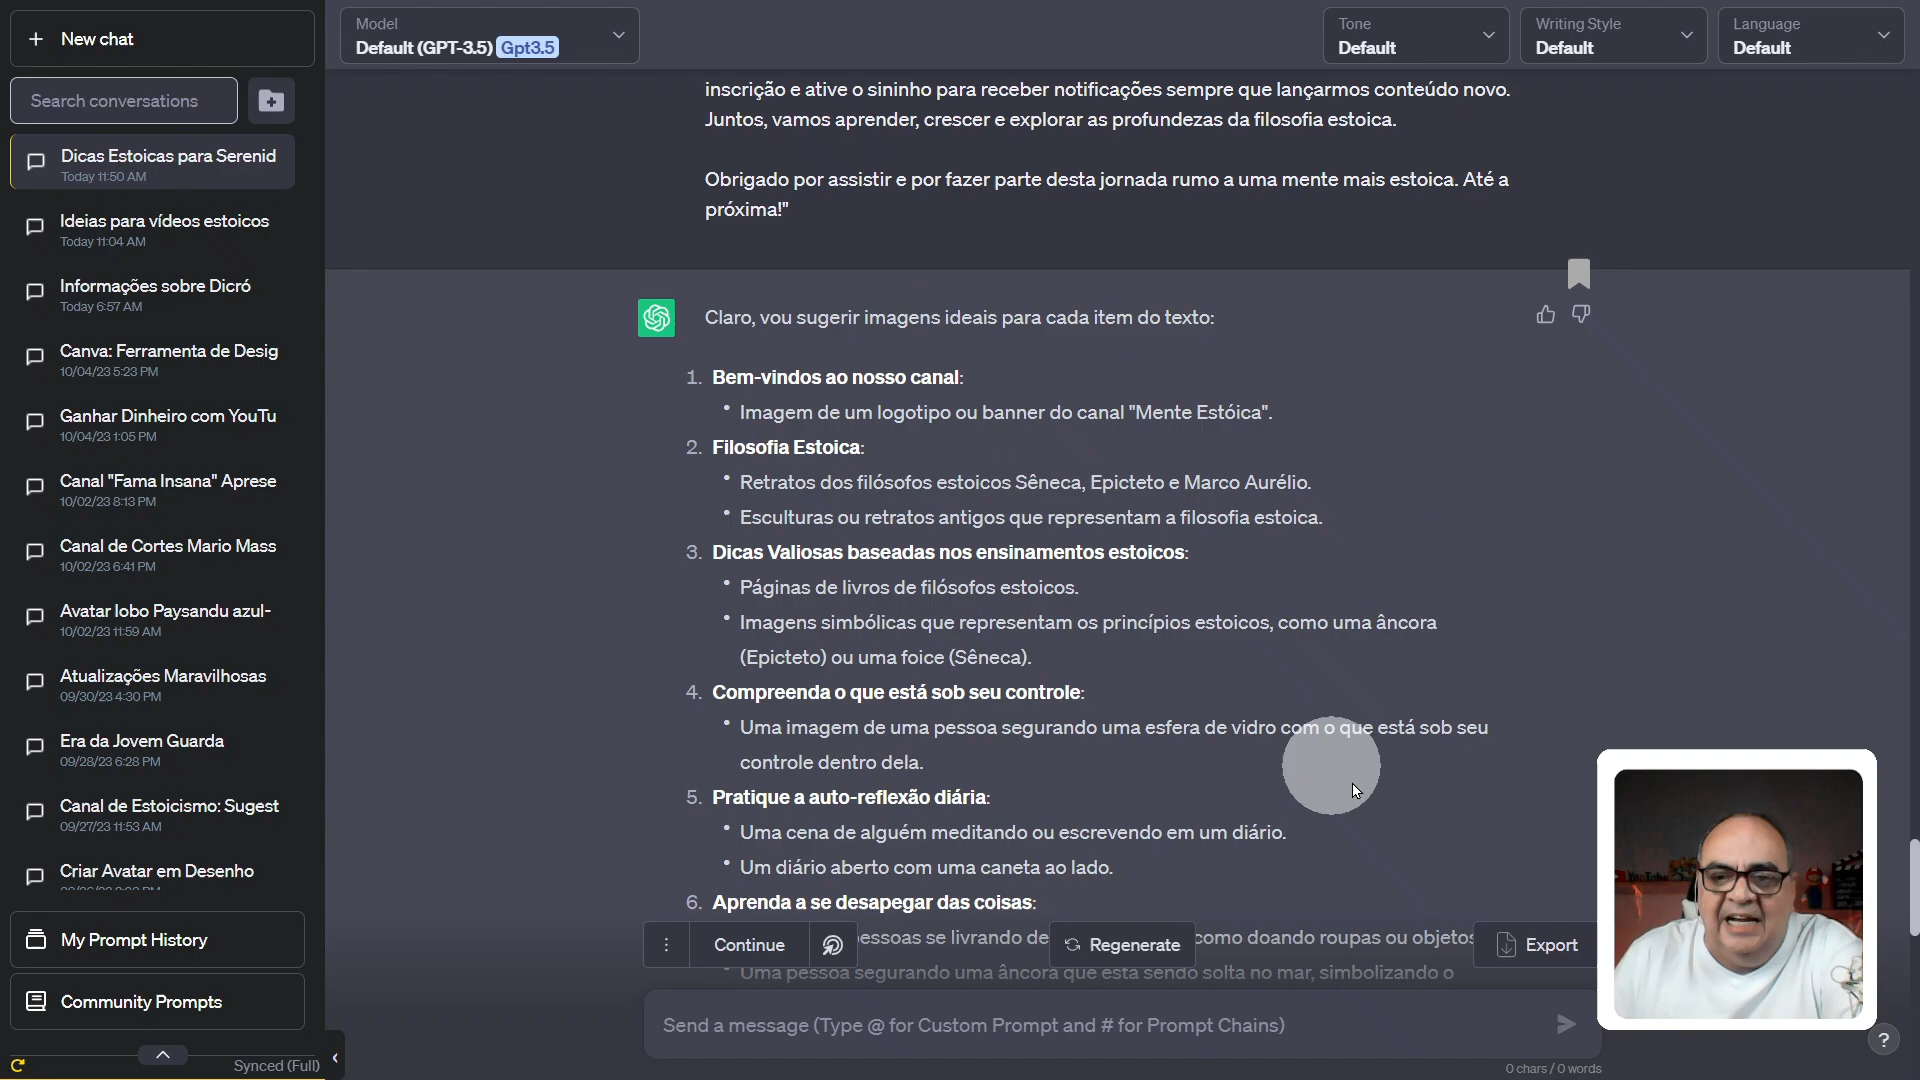 New chat
Search conversations
Dicas Estoicas para Serenid
Today 11:50 AM
Ideias para vídeos estoicos
Today 11:04 AM
Informações sobre Dicró
Today 6:57 AM
Canva: Ferramenta de Desig
10/04/23 5:23 PM
Ganhar Dinheiro com YouTu
10/04/23 1:05 PM
Canal "Fama Insana" Aprese
10/02/23 8:13 PM
Canal de Cortes Mario Mass
10/02/23 6:41 PM
Avatar lobo Paysandu azul-
10/02/23 11:59 AM
Atualizações Maravilhosas
09/30/23 4:30 PM
Era da Jovem Guarda
09/28/23 6:28 PM
Canal de Estoicismo: Sugest
09/27/23 11:53 AM
Criar Avatar em Desenho
My Prompt History
Community Prompts
Synced (Full)
Model
Default (GPT-3.5) Gpt3.5
Tone
Default
Writing Style
Default
Language
Default
inscrição e ative o sininho para receber notificações sempre que lançarmos conteúdo novo.
Juntos, vamos aprender, crescer e explorar as profundezas da filosofia estoica.
Obrigado por assistir e por fazer parte desta jornada rumo a uma mente mais estoica. Até a
próxima!"
Claro, vou sugerir imagens ideais para cada item do texto:
1. Bem-vindos ao nosso canal:
• Imagem de um logotipo ou banner do canal "Mente Estóica".
2. Filosofia Estoica:
• Retratos dos filósofos estoicos Sêneca, Epicteto e Marco Aurélio.
• Esculturas ou retratos antigos que representam a filosofia estoica.
3. Dicas Valiosas baseadas nos ensinamentos estoicos:
• Páginas de livros de filósofos estoicos.
• Imagens simbólicas que representam os princípios estoicos, como uma âncora
(Epicteto) ou uma foice (Sêneca).
4. Compreenda o que está sob seu controle:
• Uma imagem de uma pessoa segurando uma esfera de vidro com o que está sob seu
controle dentro dela.
5. Pratique a auto-reflexão diária:
• Uma cena de alguém meditando ou escrevendo em um diário.
• Um diário aberto com uma caneta ao lado.
6. Aprenda a se desapegar das coisas:
Continue
essoas se livrando de
Regenerate
como doando roupas ou objetos
Export
• Uma pessoa segurando uma âncora que está sendo solta no mar, simbolizando o
Send a message (Type @ for Custom Prompt and # for Prompt Chains)
0 chars / 0 words
?
YouTube